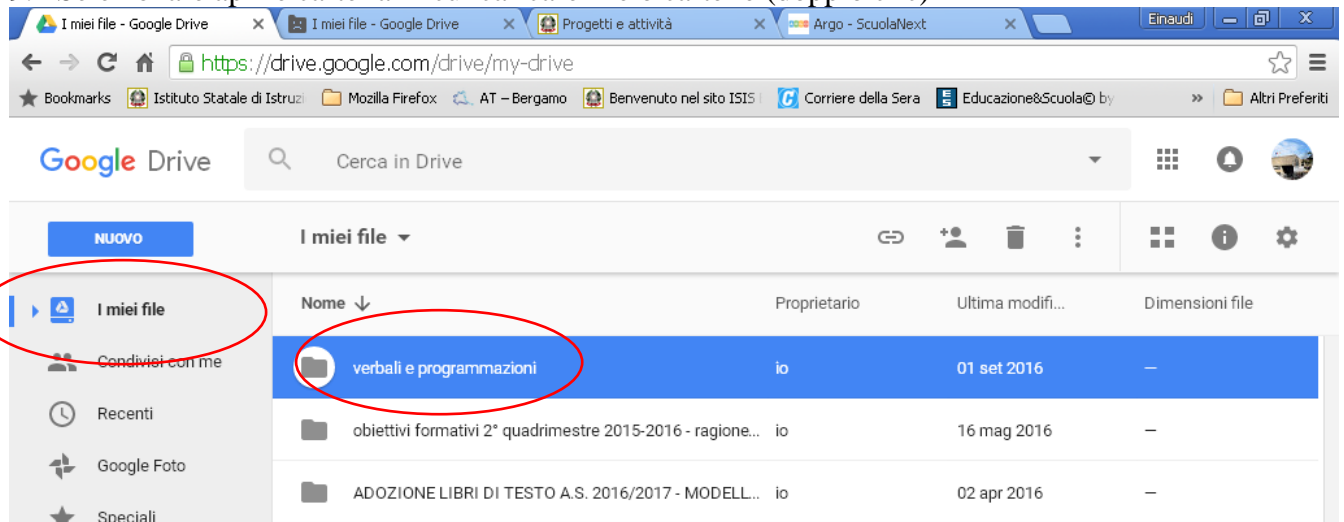 I miei file - Google Drive
I miei file - Google Drive
Progetti e attività
Argo - ScuolaNext
Einaudi
https://drive.google.com/drive/my-drive
Bookmarks Istituto Statale di Istruzi Mozilla Firefox AT – Bergamo Benvenuto nel sito ISIS Corriere della Sera Educazione&Scuola© by » Altri Preferiti
Google Drive Cerca in Drive
NUOVO I miei file
I miei file Nome Proprietario Ultima modifi... Dimensioni file
Condivisi con me verbali e programmazioni io 01 set 2016 –
Recenti obiettivi formativi 2° quadrimestre 2015-2016 - ragione... io 16 mag 2016 –
Google Foto
ADOZIONE LIBRI DI TESTO A.S. 2016/2017 - MODELL... io 02 apr 2016 –
Speciali